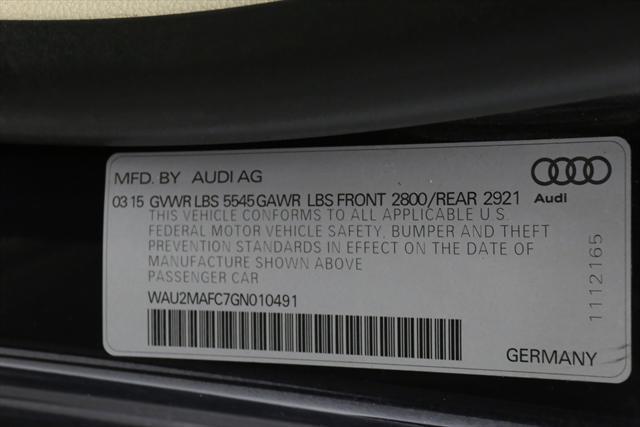 MFD. BY AUDI AG
03 15 GVWR LBS 5545 GAWR LBS FRONT 2800/REAR 2921
THIS VEHICLE CONFORMS TO ALL APPLICABLE U.S.
FEDERAL MOTOR VEHICLE SAFETY, BUMPER AND THEFT
PREVENTION STANDARDS IN EFFECT ON THE DATE OF
MANUFACTURE SHOWN ABOVE
PASSENGER CAR
WAU2MAFC7GN010491
Audi
1112165
GERMANY